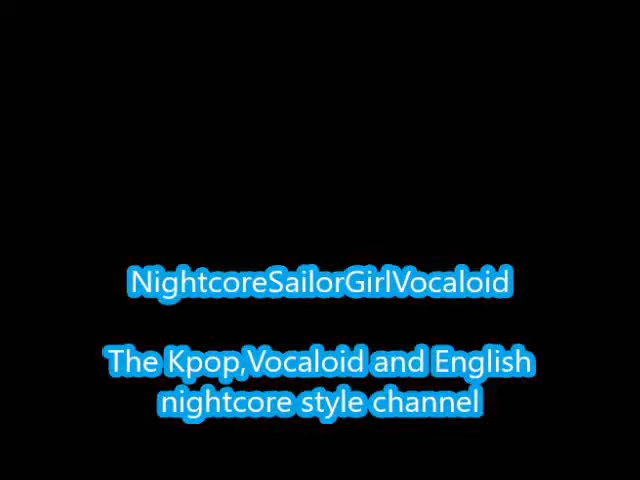 NightcoreSailorGirlVocaloid
The Kpop,Vocaloid and English
nightcore style channel